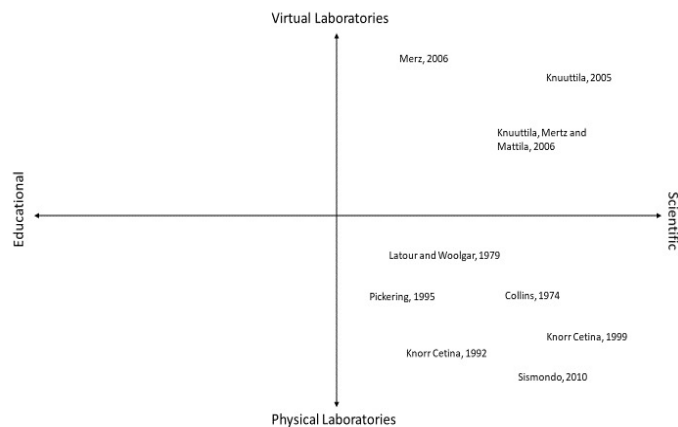 Virtual Laboratories
Merz, 2006
Knuuttila, 2005
Knuuttila, Mertz and
Mattila, 2006
Educational
Scientific
Latour and Woolgar, 1979
Pickering, 1995
Collins, 1974
Knorr Cetina, 1999
Knorr Cetina, 1992
Sismondo, 2010
Physical Laboratories